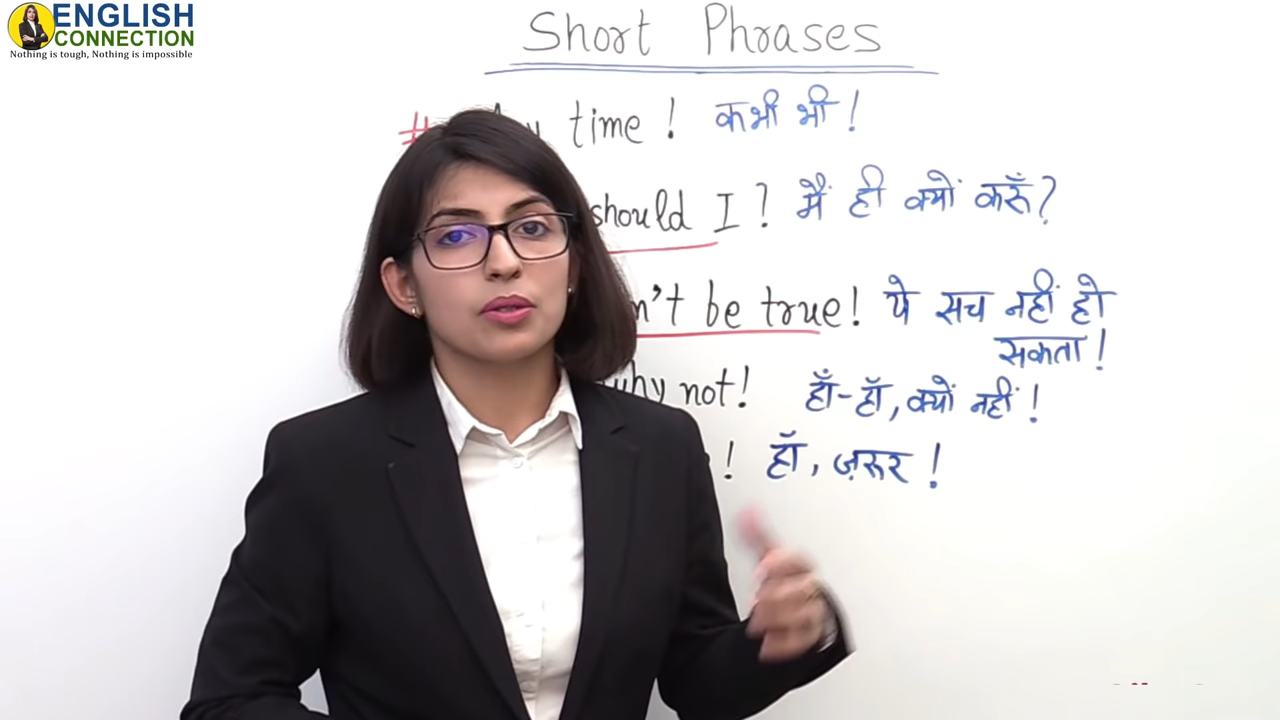 ENGLISH
CONNECTION
Nothing is tough, Nothing is impossible
Short Phrases
# time! कभी भी!
should I? मैं ही क्यों करूँ?
n't be true! ये सच नहीं हो
सकता!
why not! हाँ-हाँ, क्यों नहीं!
! हाँ, ज़रूर!